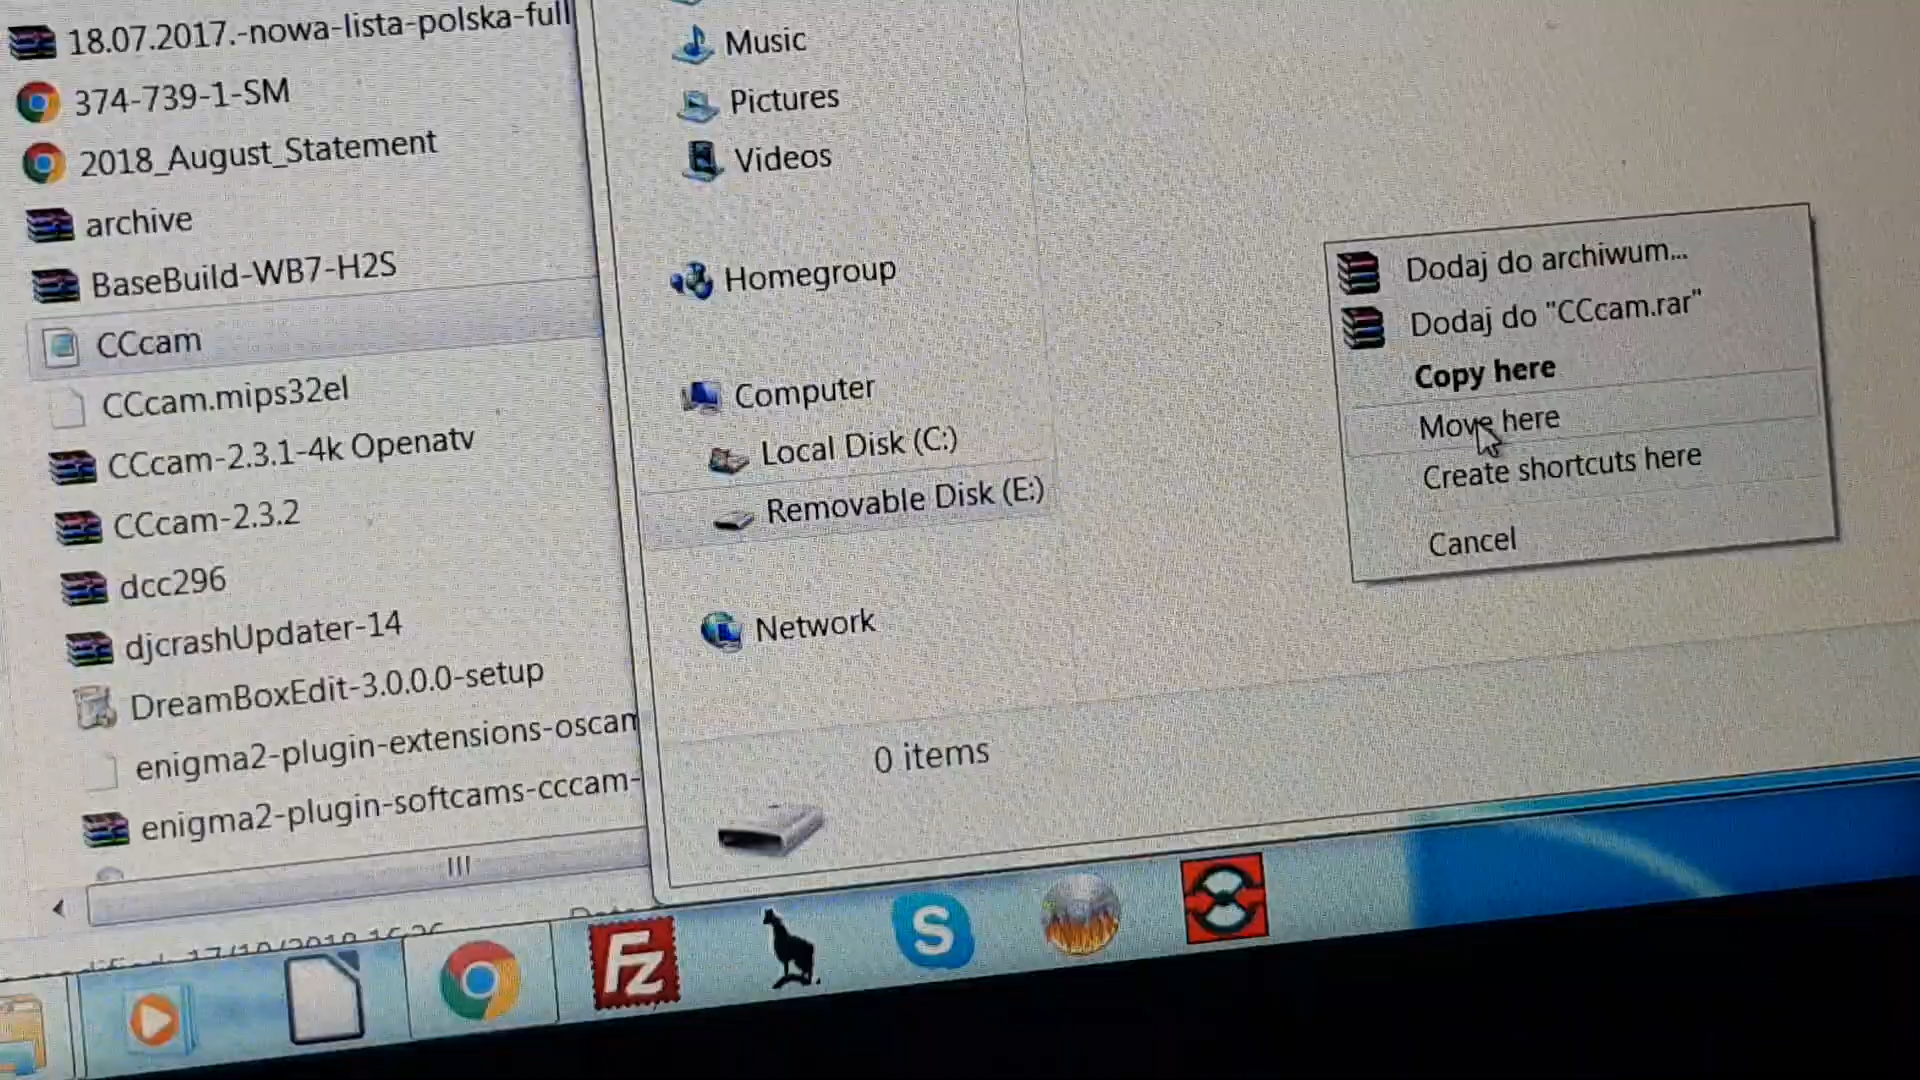 18.07.2017.-nowa-lista-polska-full
374-739-1-SM
2018_August_Statement
archive
BaseBuild-WB7-H2S
CCcam
CCcam.mips32el
CCcam-2.3.1-4k Openatv
CCcam-2.3.2
dcc296
djcrashUpdater-14
DreamBoxEdit-3.0.0.0-setup
enigma2-plugin-extensions-oscam
enigma2-plugin-softcams-cccam-
Music
Pictures
Videos
Homegroup
Computer
Local Disk (C:)
Removable Disk (E:)
Network
0 items
Dodaj do archiwum...
Dodaj do "CCcam.rar"
Copy here
Move here
Create shortcuts here
Cancel
Fz
S